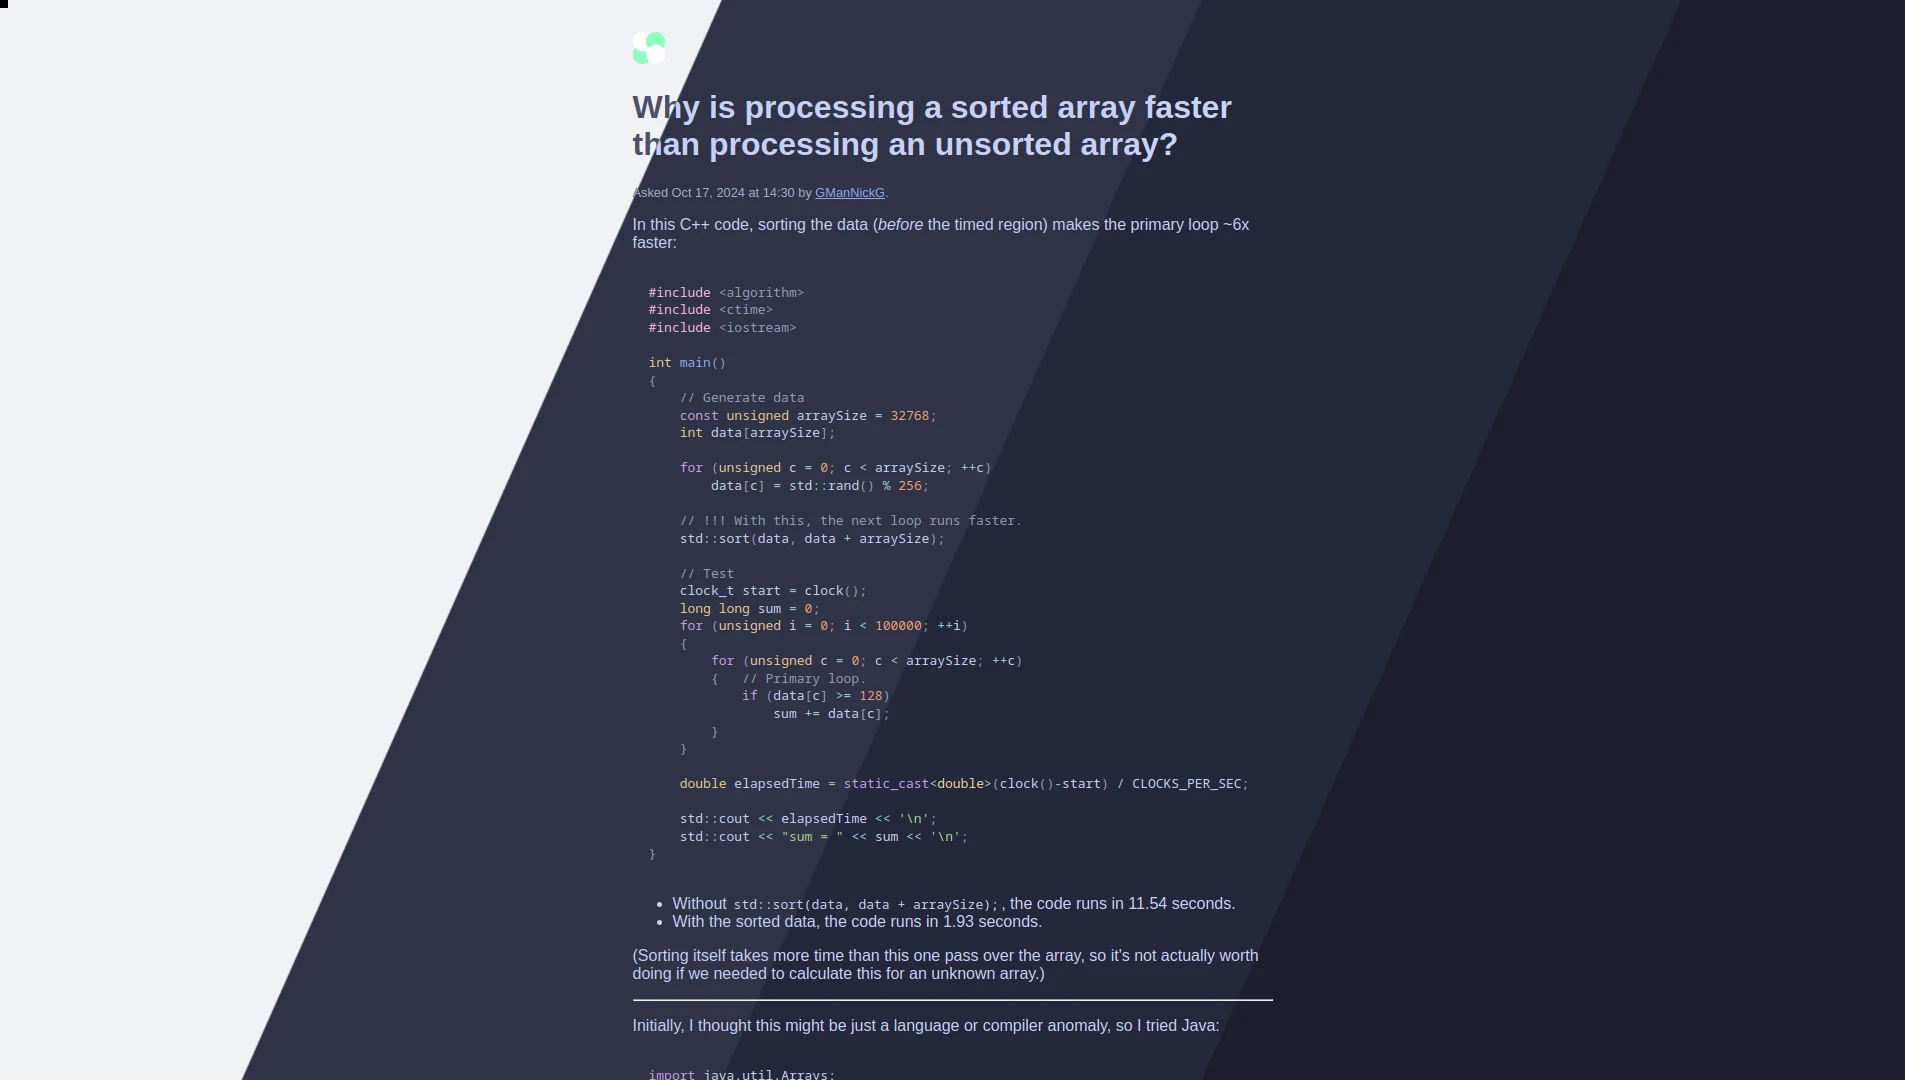 Why is processing a sorted array faster
than processing an unsorted array?
Asked Oct 17, 2024 at 14:30 by GManNickG.
In this C++ code, sorting the data (before the timed region) makes the primary loop ~6x
faster:
#include <algorithm>
#include <ctime>
#include <iostream>
int main()
{
    // Generate data
    const unsigned arraySize = 32768;
    int data[arraySize];
    for (unsigned c = 0; c < arraySize; ++c)
        data[c] = std::rand() % 256;
    // !!! With this, the next loop runs faster.
    std::sort(data, data + arraySize);
    // Test
    clock_t start = clock();
    long long sum = 0;
    for (unsigned i = 0; i < 100000; ++i)
    {
        for (unsigned c = 0; c < arraySize; ++c)
        {   // Primary loop.
            if (data[c] >= 128)
                sum += data[c];
        }
    }
    double elapsedTime = static_cast<double>(clock()-start) / CLOCKS_PER_SEC;
    std::cout << elapsedTime << '\n';
    std::cout << "sum = " << sum << '\n';
}
• Without std::sort(data, data + arraySize);, the code runs in 11.54 seconds.
• With the sorted data, the code runs in 1.93 seconds.
(Sorting itself takes more time than this one pass over the array, so it's not actually worth
doing if we needed to calculate this for an unknown array.)
Initially, I thought this might be just a language or compiler anomaly, so I tried Java:
import java.util.Arrays;